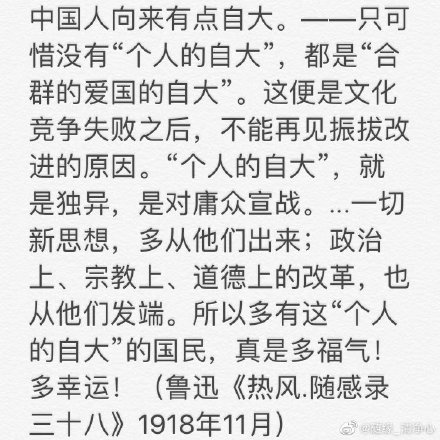 中国人向来有点自大。——只可
惜没有“个人的自大”，都是“合
群的爱国的自大”。这便是文化
竞争失败之后，不能再见振拔改
进的原因。“个人的自大”，就
是独异，是对庸众宣战。...一切
新思想，多从他们出来；政治
上、宗教上、道德上的改革，也
从他们发端。所以多有这“个人
的自大”的国民，真是多福气！
多幸运！（鲁迅《热风.随感录
三十八》1918年11月）